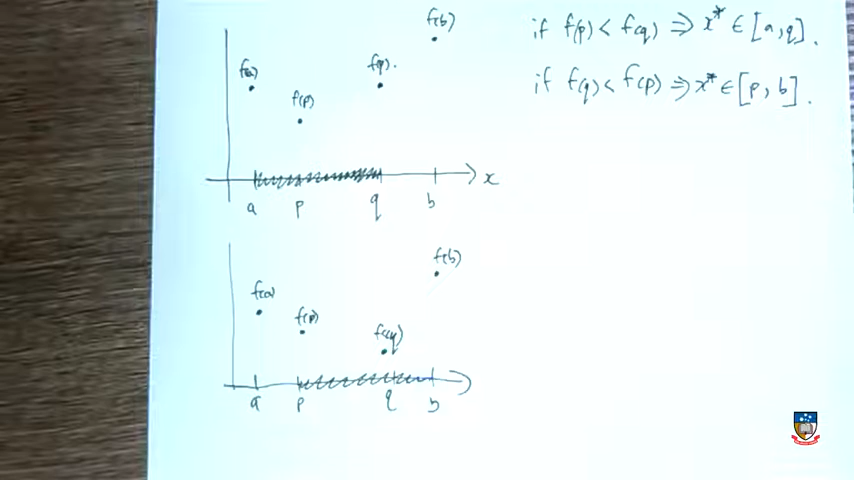 f(b)
if f(p) < f(q) ⇒ x* ∈ [a, q].
f(a)
f(p).
if f(q) < f(p) ⇒ x* ∈ [p, b].
f(p)
x
a p q b
f(b)
f(a)
f(p)
f(q)
a p q b